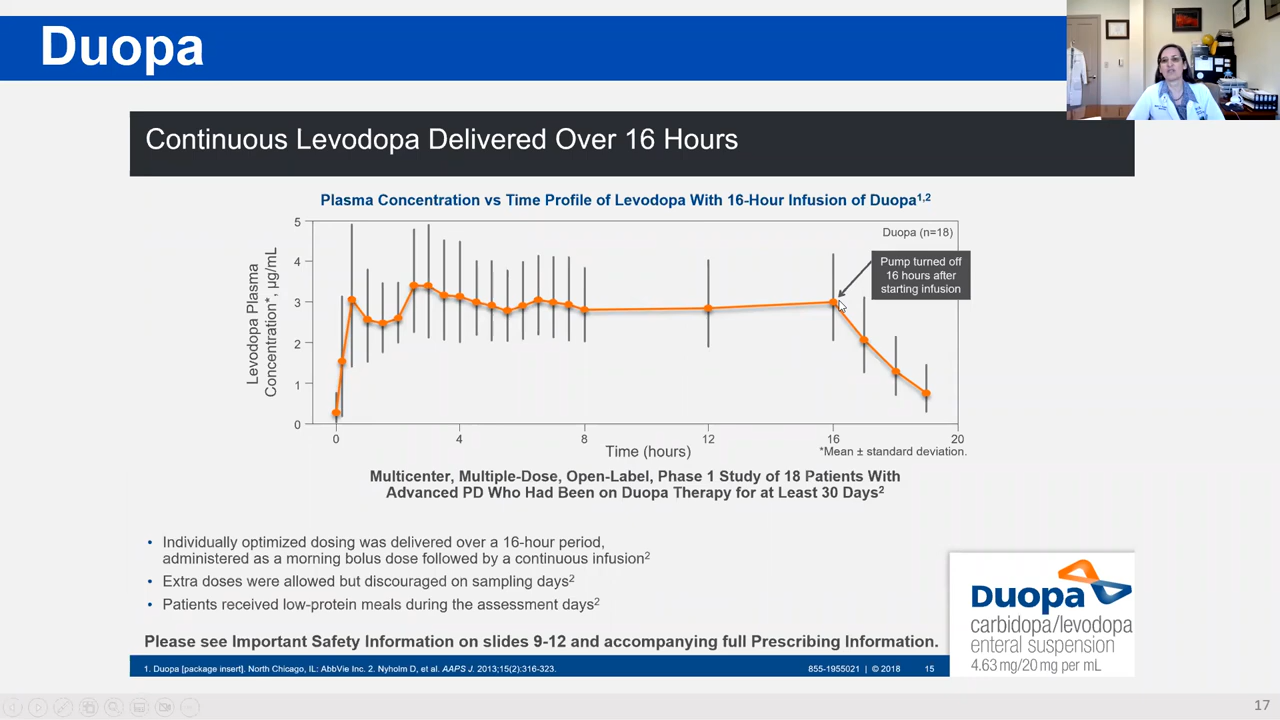 Duopa
Continuous Levodopa Delivered Over 16 Hours
Plasma Concentration vs Time Profile of Levodopa With 16-Hour Infusion of Duopa1,2
Levodopa Plasma
Concentration*, µg/mL
5
4
3
2
1
0
Duopa (n=18)
Pump turned off
16 hours after
starting infusion
0 4 8 12 16 20
Time (hours)
*Mean ± standard deviation.
Multicenter, Multiple-Dose, Open-Label, Phase 1 Study of 18 Patients With
Advanced PD Who Had Been on Duopa Therapy for at Least 30 Days2
• Individually optimized dosing was delivered over a 16-hour period,
administered as a morning bolus dose followed by a continuous infusion2
• Extra doses were allowed but discouraged on sampling days2
• Patients received low-protein meals during the assessment days2
Please see Important Safety Information on slides 9-12 and accompanying full Prescribing Information.
1. Duopa [package insert]. North Chicago, IL: AbbVie Inc. 2. Nyholm D, et al. AAPS J. 2013;15(2):316-323.
855-1955021 | © 2018 15
Duopa
carbidopa/levodopa
enteral suspension
4.63 mg/20 mg per mL
17